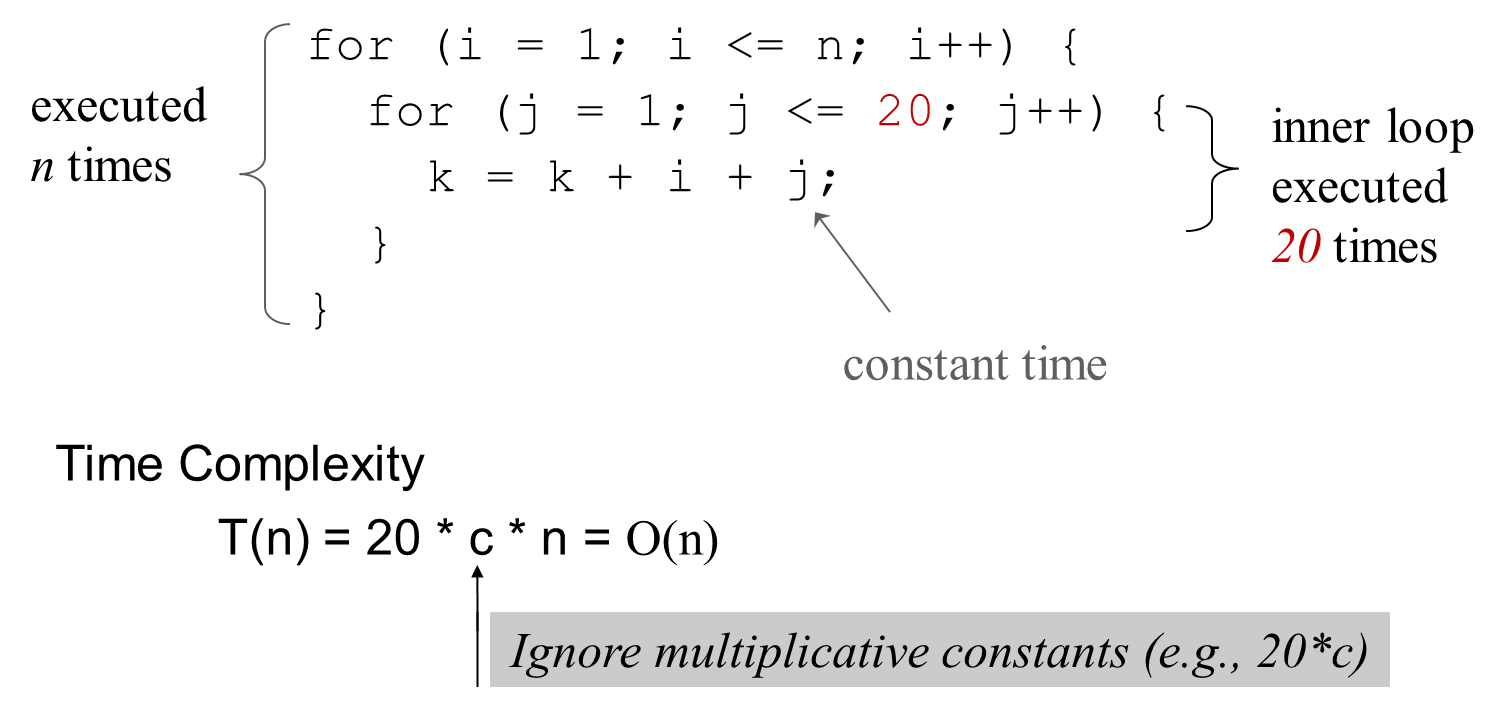 for (i = 1; i <= n; i++) {
for (j = 1; j <= 20; j++) {
k = k + i + j;
}
}
executed
n times
inner loop
executed
20 times
constant time
Time Complexity
T(n) = 20 * c * n = O(n)
Ignore multiplicative constants (e.g., 20*c)